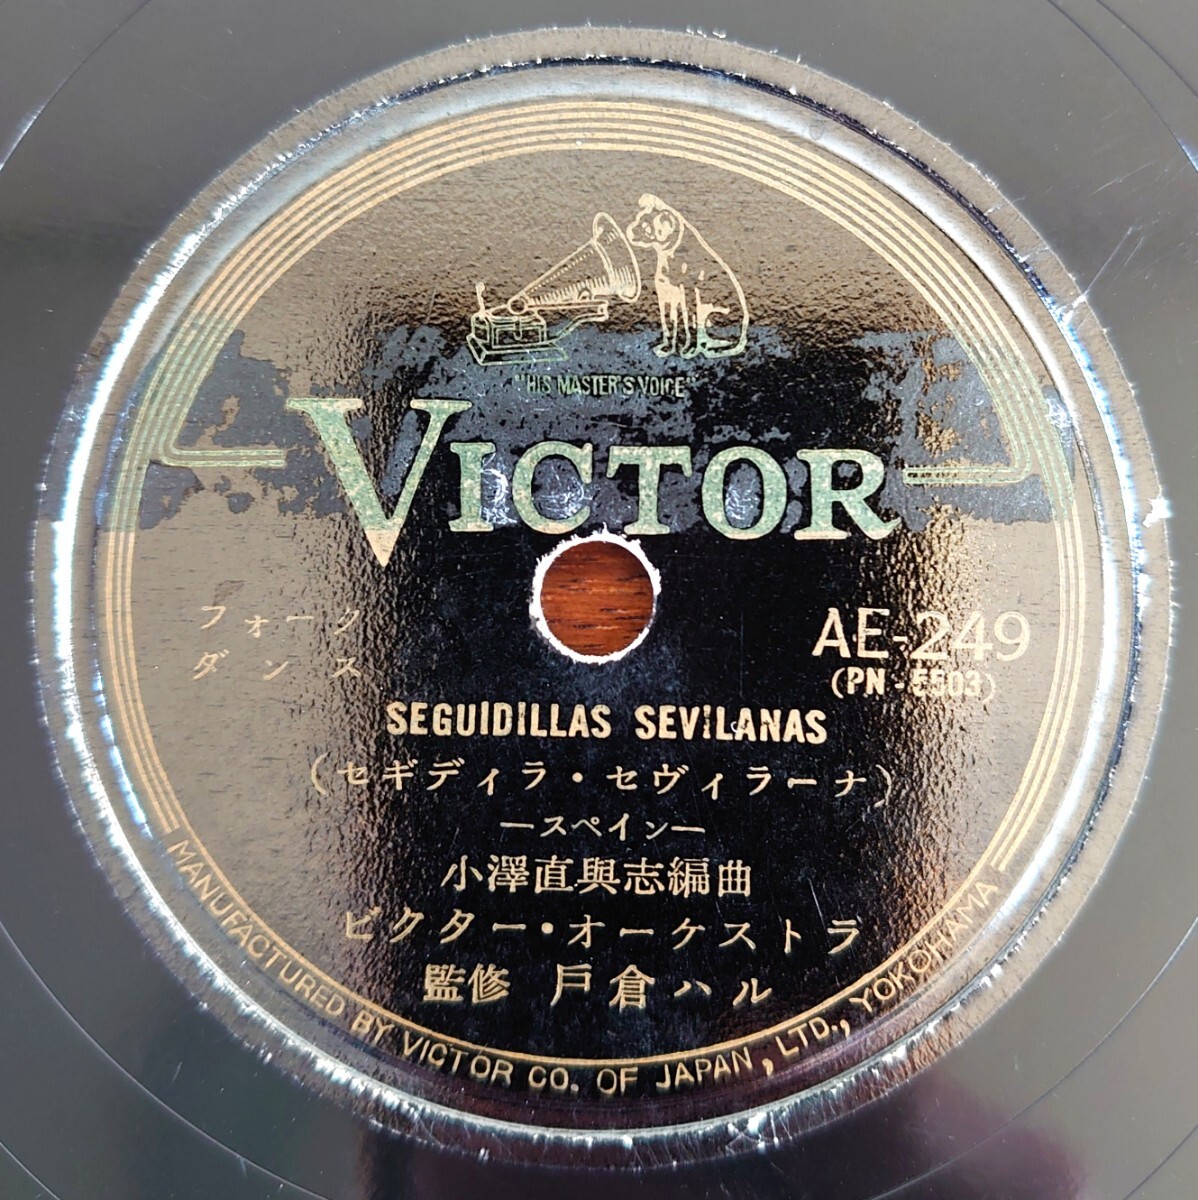 "HIS MASTER'S VOICE"
VICTOR
フォーク
ダンス
AE-249
(PN-5503)
SEGUIDILLAS SEVILANAS
(セギディラ・セヴィラーナ)
—スペイン—
小澤直與志編曲
ビクター・オーケストラ
監修 戸倉ハル
MANUFACTURED BY VICTOR CO. OF JAPAN, LTD., YOKOHAMA